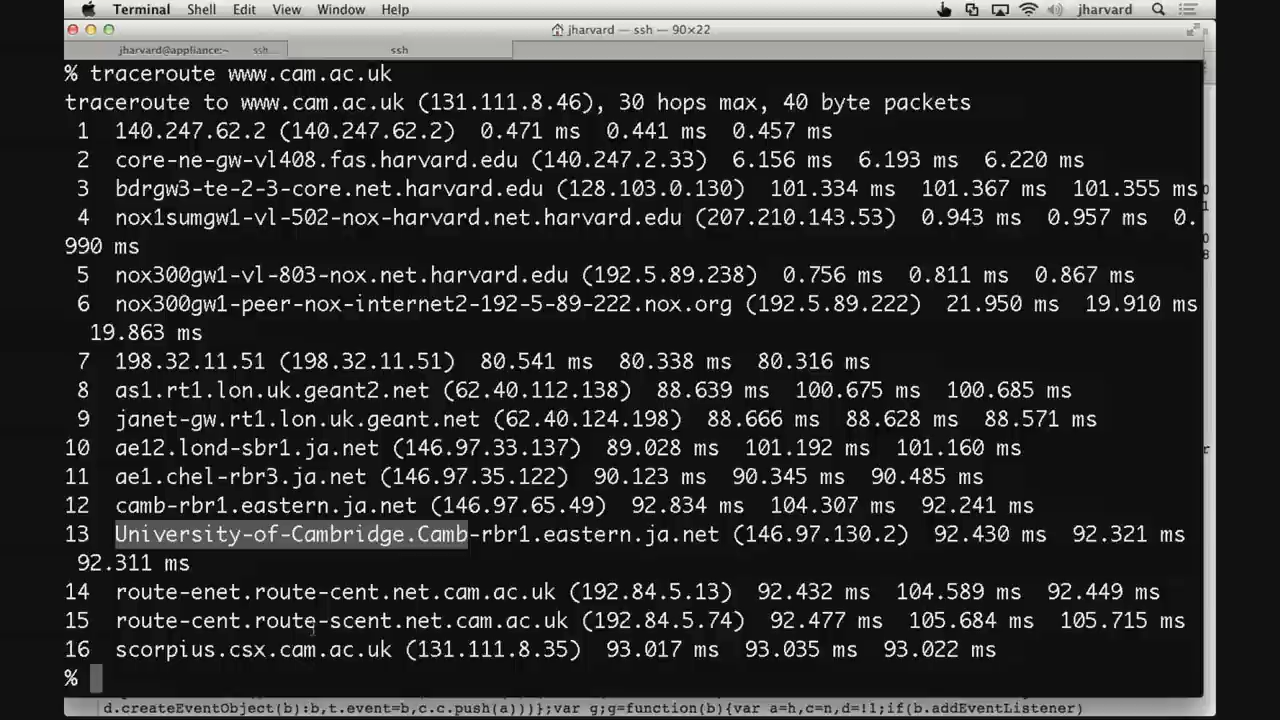 Terminal Shell Edit View Window Help jharvard
jharvard — ssh — 90×22
jharvard@appliance:~ ssh... ssh
% traceroute www.cam.ac.uk
traceroute to www.cam.ac.uk (131.111.8.46), 30 hops max, 40 byte packets
1 140.247.62.2 (140.247.62.2) 0.471 ms 0.441 ms 0.457 ms
2 core-ne-gw-vl408.fas.harvard.edu (140.247.2.33) 6.156 ms 6.193 ms 6.220 ms
3 bdrgw3-te-2-3-core.net.harvard.edu (128.103.0.130) 101.334 ms 101.367 ms 101.355 ms
4 nox1sumgw1-vl-502-nox-harvard.net.harvard.edu (207.210.143.53) 0.943 ms 0.957 ms 0.
990 ms
5 nox300gw1-vl-803-nox.net.harvard.edu (192.5.89.238) 0.756 ms 0.811 ms 0.867 ms
6 nox300gw1-peer-nox-internet2-192-5-89-222.nox.org (192.5.89.222) 21.950 ms 19.910 ms
19.863 ms
7 198.32.11.51 (198.32.11.51) 80.541 ms 80.338 ms 80.316 ms
8 as1.rt1.lon.uk.geant2.net (62.40.112.138) 88.639 ms 100.675 ms 100.685 ms
9 janet-gw.rt1.lon.uk.geant.net (62.40.124.198) 88.666 ms 88.628 ms 88.571 ms
10 ae12.lond-sbr1.ja.net (146.97.33.137) 89.028 ms 101.192 ms 101.160 ms
11 ae1.chel-rbr3.ja.net (146.97.35.122) 90.123 ms 90.345 ms 90.485 ms
12 camb-rbr1.eastern.ja.net (146.97.65.49) 92.834 ms 104.307 ms 92.241 ms
13 University-of-Cambridge.Camb-rbr1.eastern.ja.net (146.97.130.2) 92.430 ms 92.321 ms
92.311 ms
14 route-enet.route-cent.net.cam.ac.uk (192.84.5.13) 92.432 ms 104.589 ms 92.449 ms
15 route-cent.route-scent.net.cam.ac.uk (192.84.5.74) 92.477 ms 105.684 ms 105.715 ms
16 scorpius.csx.cam.ac.uk (131.111.8.35) 93.017 ms 93.035 ms 93.022 ms
%
d.createEventObject(b):b,t.event=b,c.c.push(a)))};var g;g=function(b){var a=h,c=n,d=!1;if(b.addEventListener)